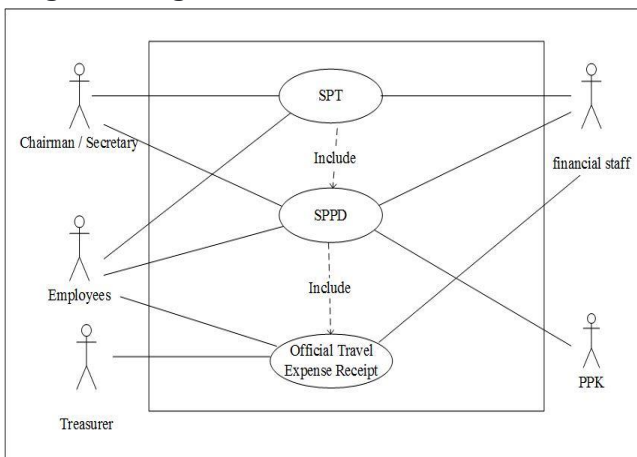 SPT
Chairman / Secretary
Include
financial staff
SPPD
Employees
Include
Official Travel
Expense Receipt
PPK
Treasurer